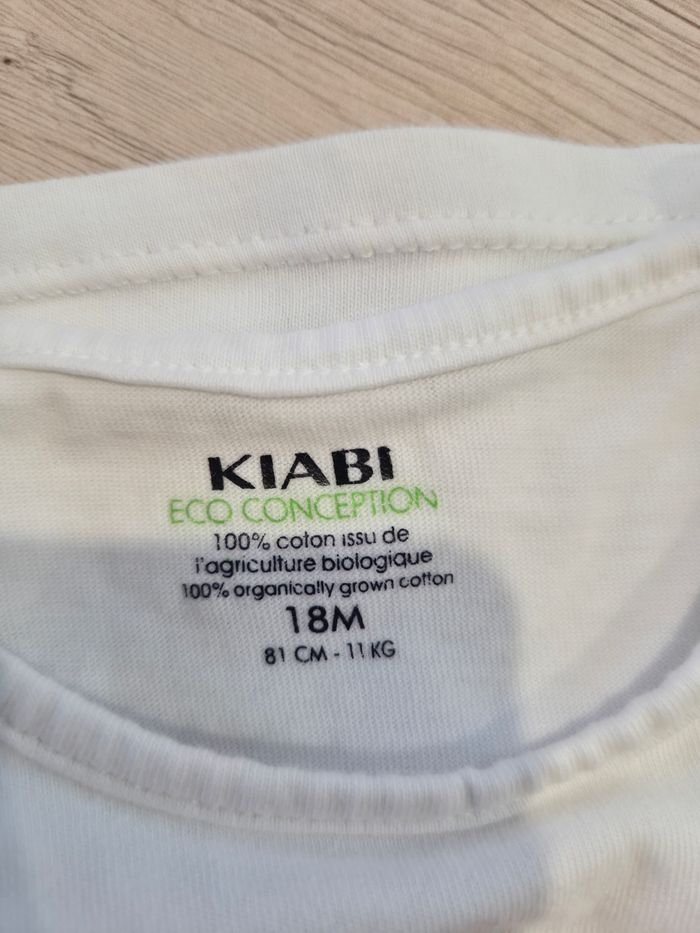 KIABI
ECO CONCEPTION
100% coton issu de
l'agriculture biologique
100% organically grown cotton
18M
81 CM - 11 KG